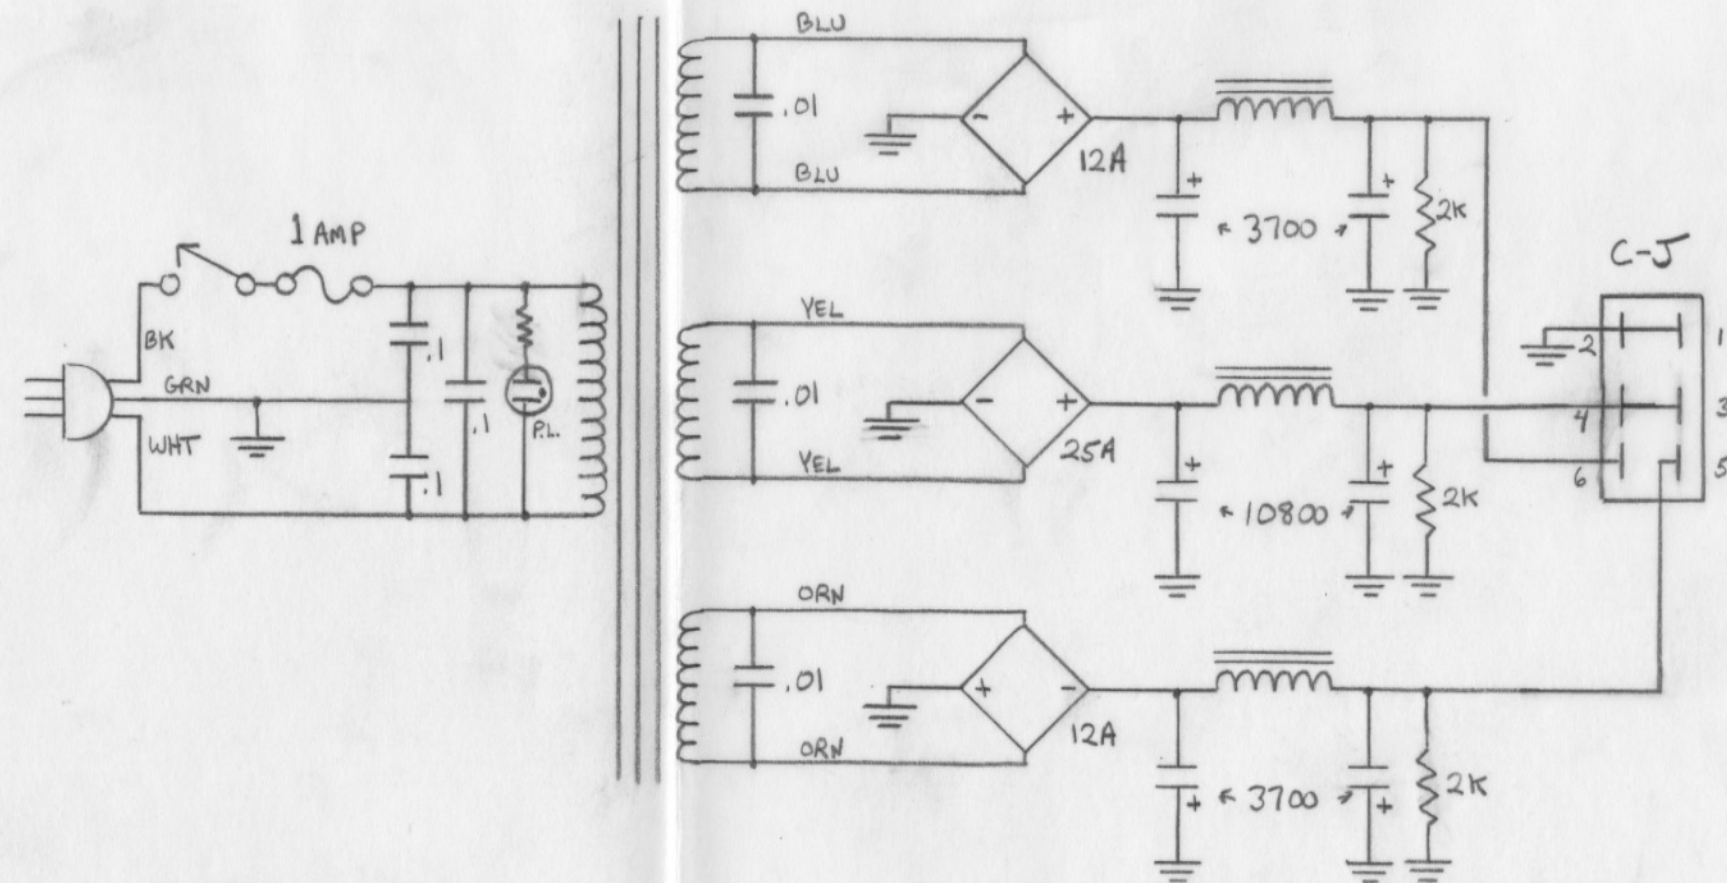 BLU
.01
- +
12A
BLU
← 3700 →
2K
1 AMP
BK
GRN
WHT
.1
.1
.1
P.L.
YEL
.01
- +
25A
YEL
← 10800 →
2K
C-J
2 1
4 3
6 5
ORN
.01
+ -
12A
ORN
← 3700 →
2K
+ +
+ +
+ +